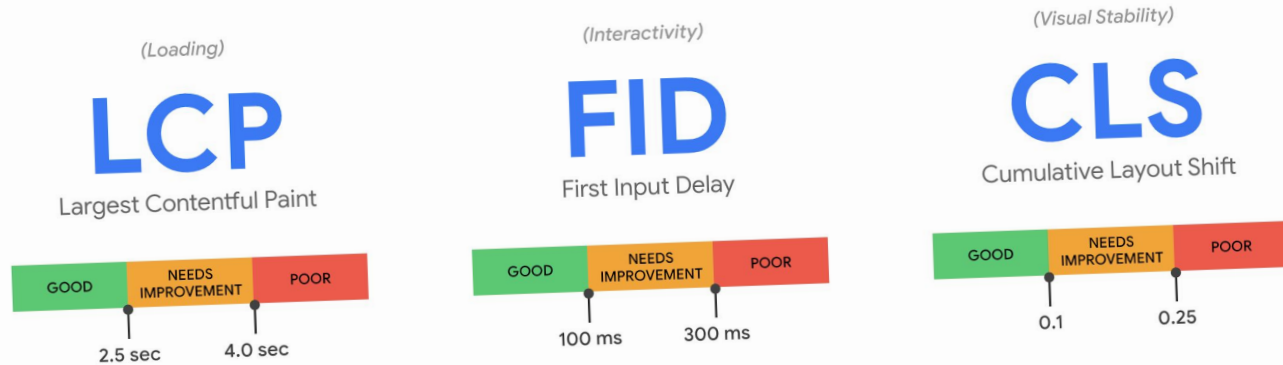 (Loading)
LCP
Largest Contentful Paint
GOOD
NEEDS
IMPROVEMENT
POOR
2.5 sec
4.0 sec
(Interactivity)
FID
First Input Delay
GOOD
NEEDS
IMPROVEMENT
POOR
100 ms
300 ms
(Visual Stability)
CLS
Cumulative Layout Shift
GOOD
NEEDS
IMPROVEMENT
POOR
0.1
0.25